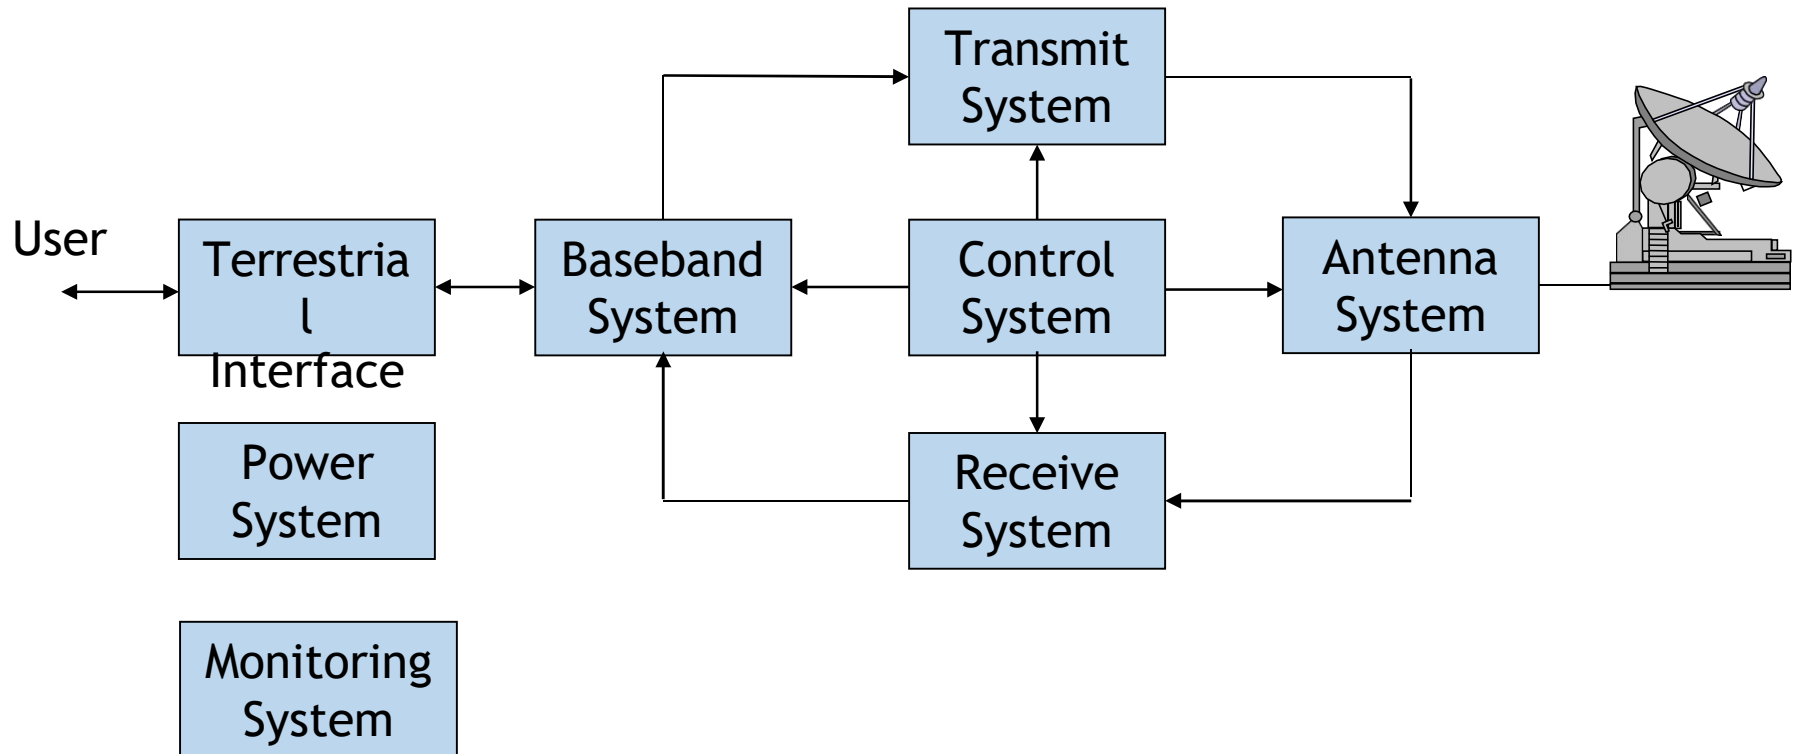 Transmit
System
User
Terrestria
l
Interface
Baseband
System
Control
System
Antenna
System
Power
System
Receive
System
Monitoring
System